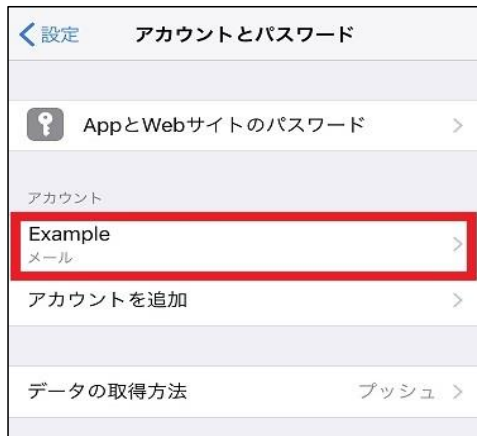 設定
アカウントとパスワード
AppとWebサイトのパスワード
アカウント
Example
メール
アカウントを追加
データの取得方法 プッシュ